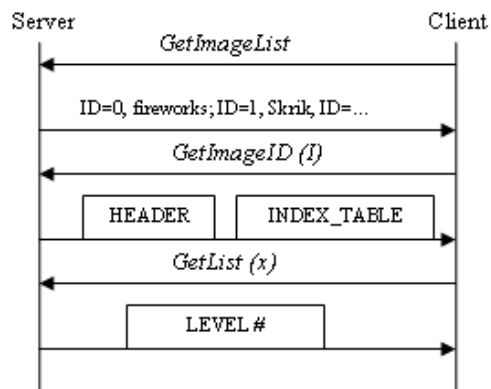 Server Client
GetImageList
ID=0, fireworks; ID=1, Skrik, ID=...
GetImageID (I)
HEADER INDEX_TABLE
GetList (x)
LEVEL #